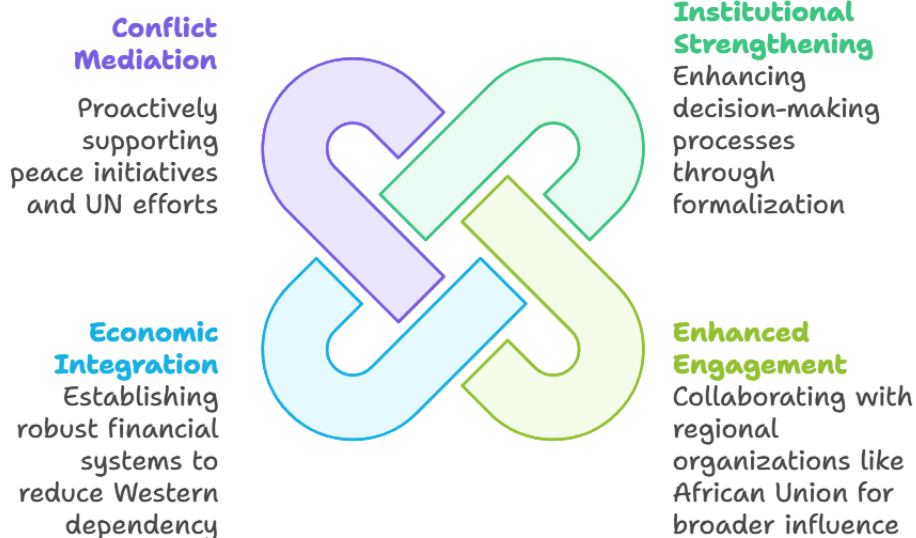 Conflict
Mediation
Proactively
supporting
peace initiatives
and UN efforts
Institutional
Strengthening
Enhancing
decision-making
processes
through
formalization
Economic
Integration
Establishing
robust financial
systems to
reduce Western
dependency
Enhanced
Engagement
Collaborating with
regional
organizations like
African Union for
broader influence